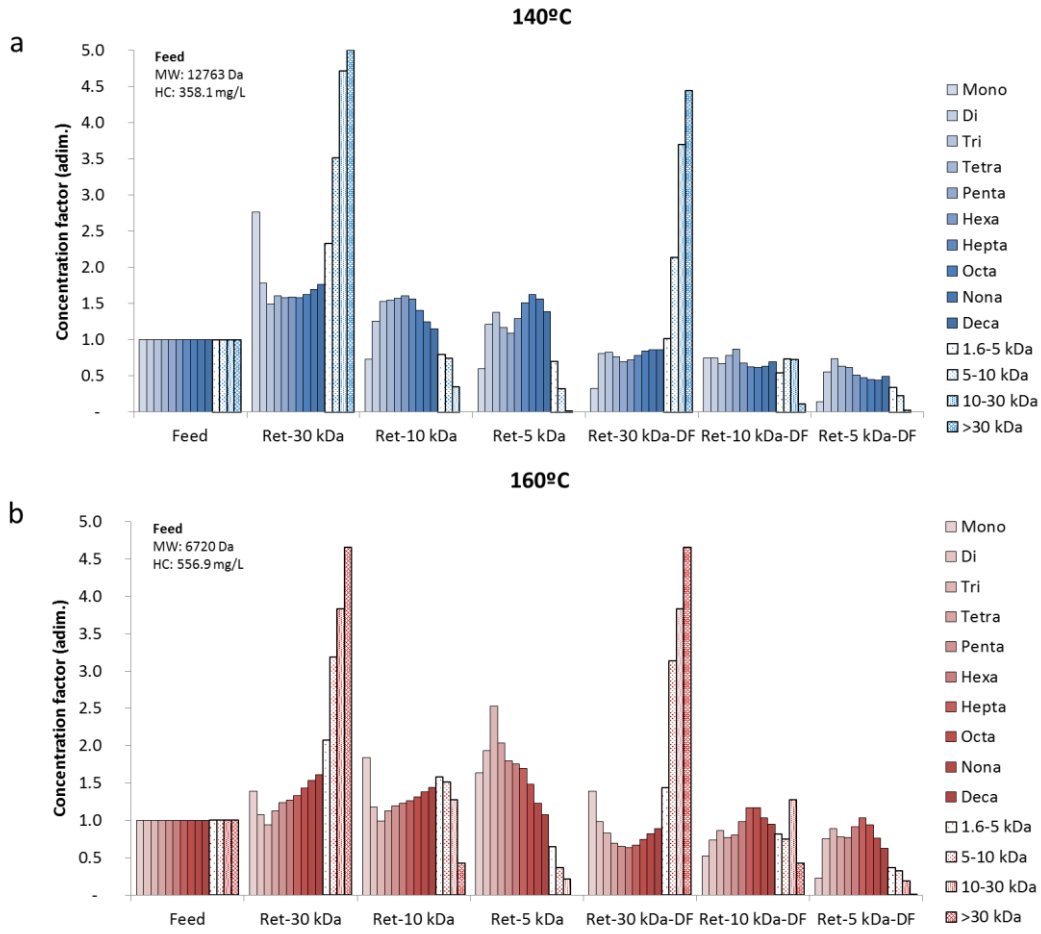 140ºC
a
Feed
MW: 12763 Da
HC: 358.1 mg/L
Concentration factor (adim.)
5.0
4.5
4.0
3.5
3.0
2.5
2.0
1.5
1.0
0.5
-
Feed
Ret-30 kDa
Ret-10 kDa
Ret-5 kDa
Ret-30 kDa-DF
Ret-10 kDa-DF
Ret-5 kDa-DF
Mono
Di
Tri
Tetra
Penta
Hexa
Hepta
Octa
Nona
Deca
1.6-5 kDa
5-10 kDa
10-30 kDa
>30 kDa
160ºC
b
Feed
MW: 6720 Da
HC: 556.9 mg/L
Concentration factor (adim.)
5.0
4.5
4.0
3.5
3.0
2.5
2.0
1.5
1.0
0.5
-
Feed
Ret-30 kDa
Ret-10 kDa
Ret-5 kDa
Ret-30 kDa-DF
Ret-10 kDa-DF
Ret-5 kDa-DF
Mono
Di
Tri
Tetra
Penta
Hexa
Hepta
Octa
Nona
Deca
1.6-5 kDa
5-10 kDa
10-30 kDa
>30 kDa